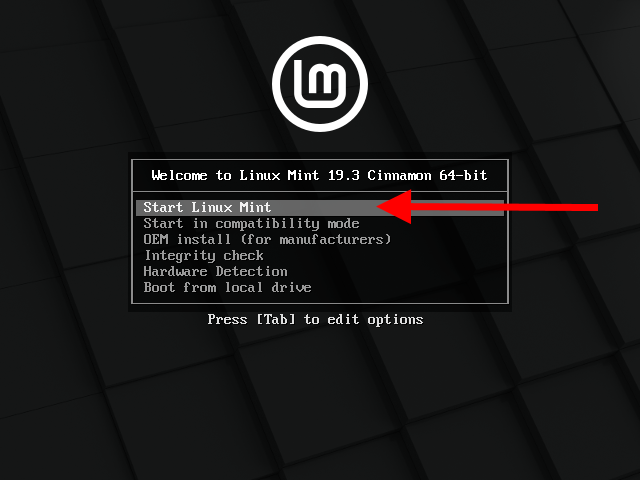 Lm
Welcome to Linux Mint 19.3 Cinnamon 64-bit
Start Linux Mint
Start in compatibility mode
OEM install (for manufacturers)
Integrity check
Hardware Detection
Boot from local drive
Press [Tab] to edit options